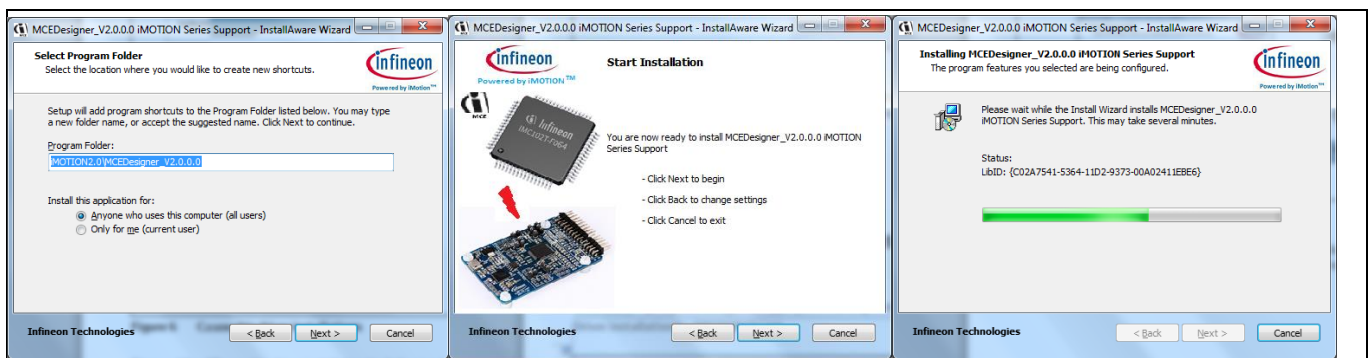 MCEDesigner_V2.0.0.0 iMOTION Series Support - InstallAware Wizard
Select Program Folder
Select the location where you would like to create new shortcuts.
infineon
Powered by iMotion™
Setup will add program shortcuts to the Program Folder listed below. You may type
a new folder name, or accept the suggested name. Click Next to continue.
Program Folder:
iMOTION2.0\MCEDesigner_V2.0.0.0
Install this application for:
Anyone who uses this computer (all users)
Only for me (current user)
Infineon Technologies
< Back
Next >
Cancel
MCEDesigner_V2.0.0.0 iMOTION Series Support - InstallAware Wizard
infineon
Powered by iMOTION™
MCE
Infineon
IMC102T-F064
Start Installation
You are now ready to install MCEDesigner_V2.0.0.0 iMOTION
Series Support
- Click Next to begin
- Click Back to change settings
- Click Cancel to exit
Infineon Technologies
< Back
Next >
Cancel
MCEDesigner_V2.0.0.0 iMOTION Series Support - InstallAware Wizard
Installing MCEDesigner_V2.0.0.0 iMOTION Series Support
The program features you selected are being configured.
infineon
Powered by iMotion™
Please wait while the Install Wizard installs MCEDesigner_V2.0.0.0
iMOTION Series Support. This may take several minutes.
Status:
LibID: {C02A7541-5364-11D2-9373-00A02411EBE6}
Infineon Technologies
< Back
Next >
Cancel